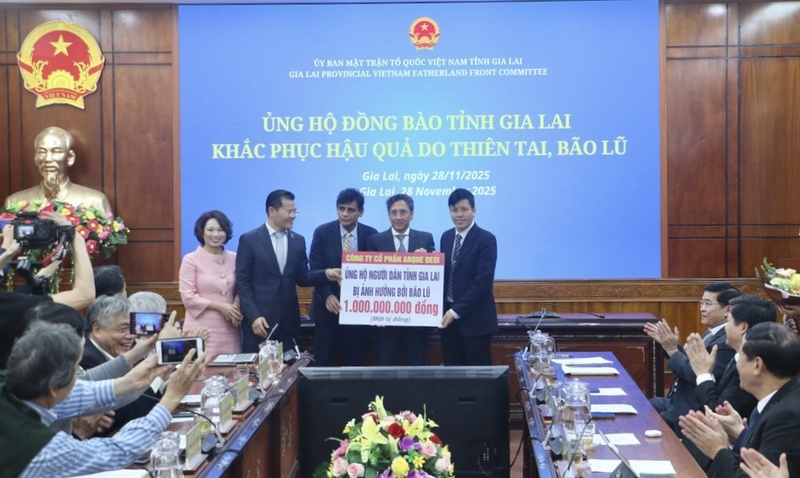 VIỆT NAM
ỦY BAN MẶT TRẬN TỔ QUỐC VIỆT NAM TỈNH GIA LAI
GIA LAI PROVINCIAL VIETNAM FATHERLAND FRONT COMMITTEE
ỦNG HỘ ĐỒNG BÀO TỈNH GIA LAI
KHẮC PHỤC HẬU QUẢ DO THIÊN TAI, BÃO LŨ
Gia Lai, ngày 28/11/2025
Gia Lai, 28 November 2025
CÔNG TY CỔ PHẦN ARQUE DEGI
ỦNG HỘ NGƯỜI DÂN TỈNH GIA LAI
BỊ ẢNH HƯỞNG BỞI BÃO LŨ
1.000.000.000 đồng
(Một tỷ đồng)